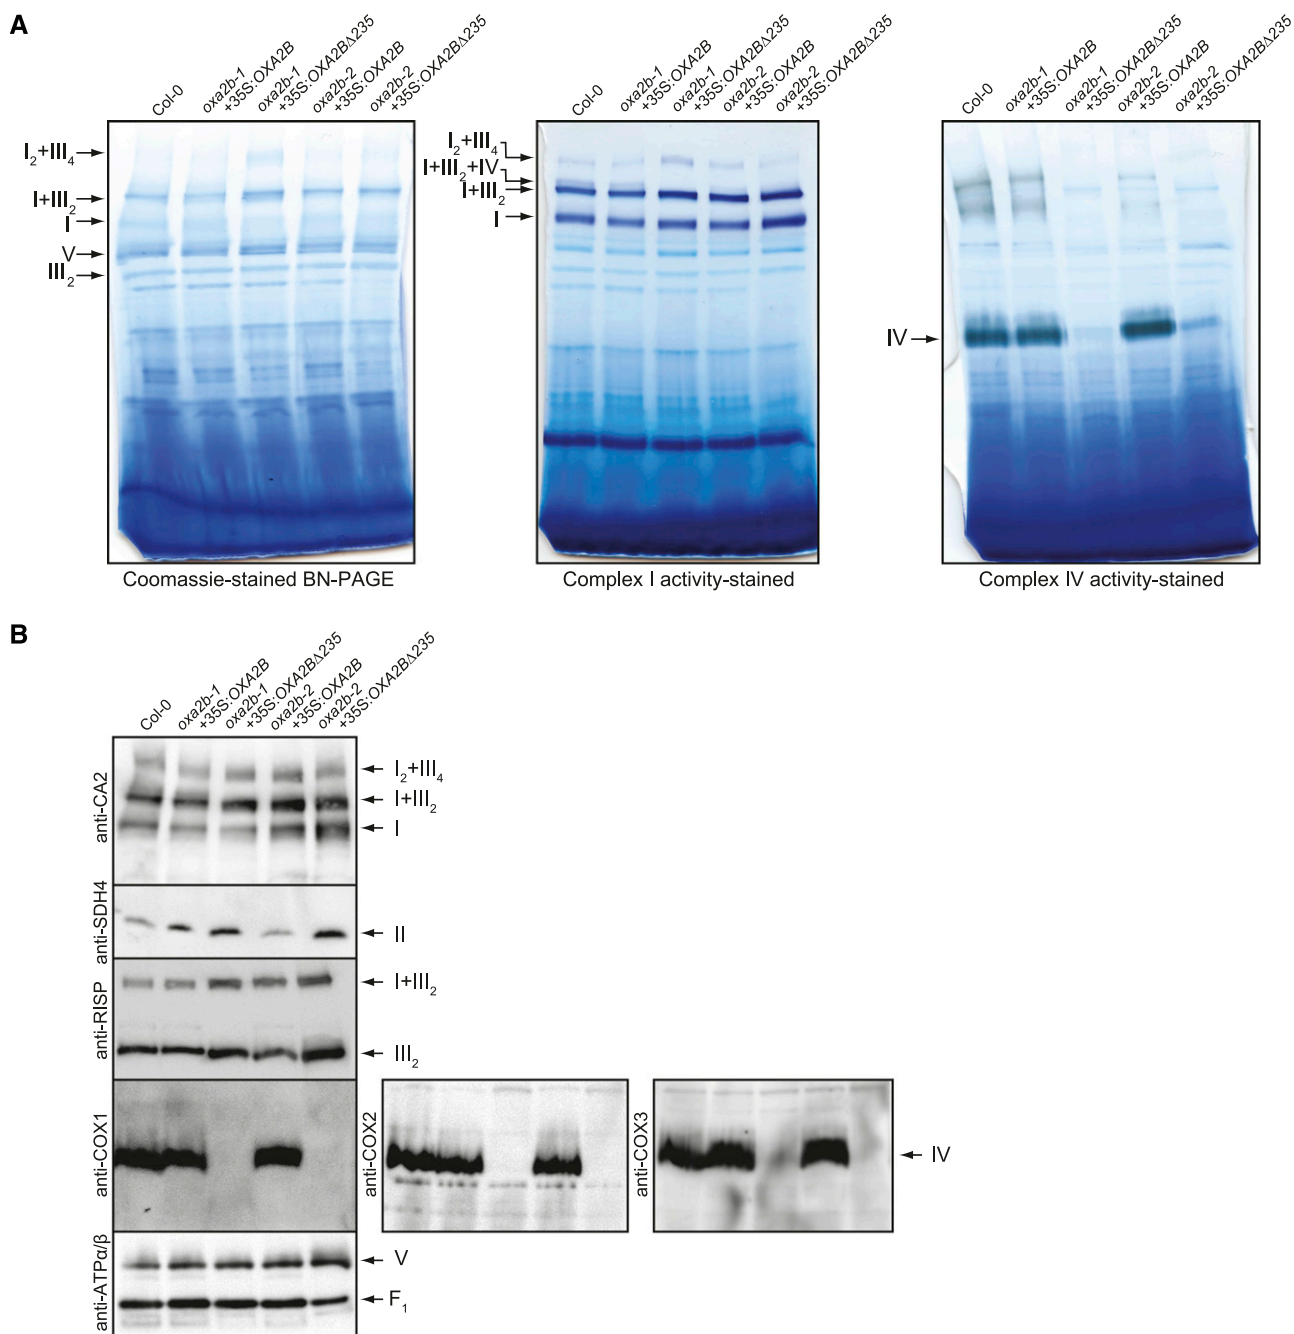 A
Col-0
oxa2b-1
+35S:OXA2B
oxa2b-1
+35S:OXA2BΔ235
oxa2b-2
+35S:OXA2B
oxa2b-2
+35S:OXA2BΔ235
I₂+III₄
I+III₂
I
V
III₂
Coomassie-stained BN-PAGE
Col-0
oxa2b-1
+35S:OXA2B
oxa2b-1
+35S:OXA2BΔ235
oxa2b-2
+35S:OXA2B
oxa2b-2
+35S:OXA2BΔ235
I₂+III₄
I+III₂+IV
I+III₂
I
Complex I activity-stained
Col-0
oxa2b-1
+35S:OXA2B
oxa2b-1
+35S:OXA2BΔ235
oxa2b-2
+35S:OXA2B
oxa2b-2
+35S:OXA2BΔ235
IV
Complex IV activity-stained
B
Col-0
oxa2b-1
+35S:OXA2B
oxa2b-1
+35S:OXA2BΔ235
oxa2b-2
+35S:OXA2B
oxa2b-2
+35S:OXA2BΔ235
anti-CA2
I₂+III₄
I+III₂
I
anti-SDH4
II
anti-RISP
I+III₂
III₂
anti-COX1
anti-COX2
anti-COX3
IV
anti-ATPα/β
V
F₁